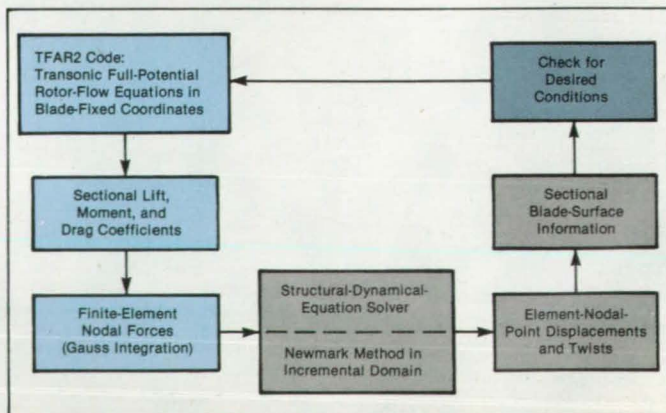 TFAR2 Code:
Transonic Full-Potential
Rotor-Flow Equations in
Blade-Fixed Coordinates
Sectional Lift,
Moment, and
Drag Coefficients
Finite-Element
Nodal Forces
(Gauss Integration)
Structural-Dynamical-
Equation Solver
Newmark Method in
Incremental Domain
Element-Nodal-
Point Displacements
and Twists
Sectional
Blade-Surface
Information
Check for
Desired
Conditions